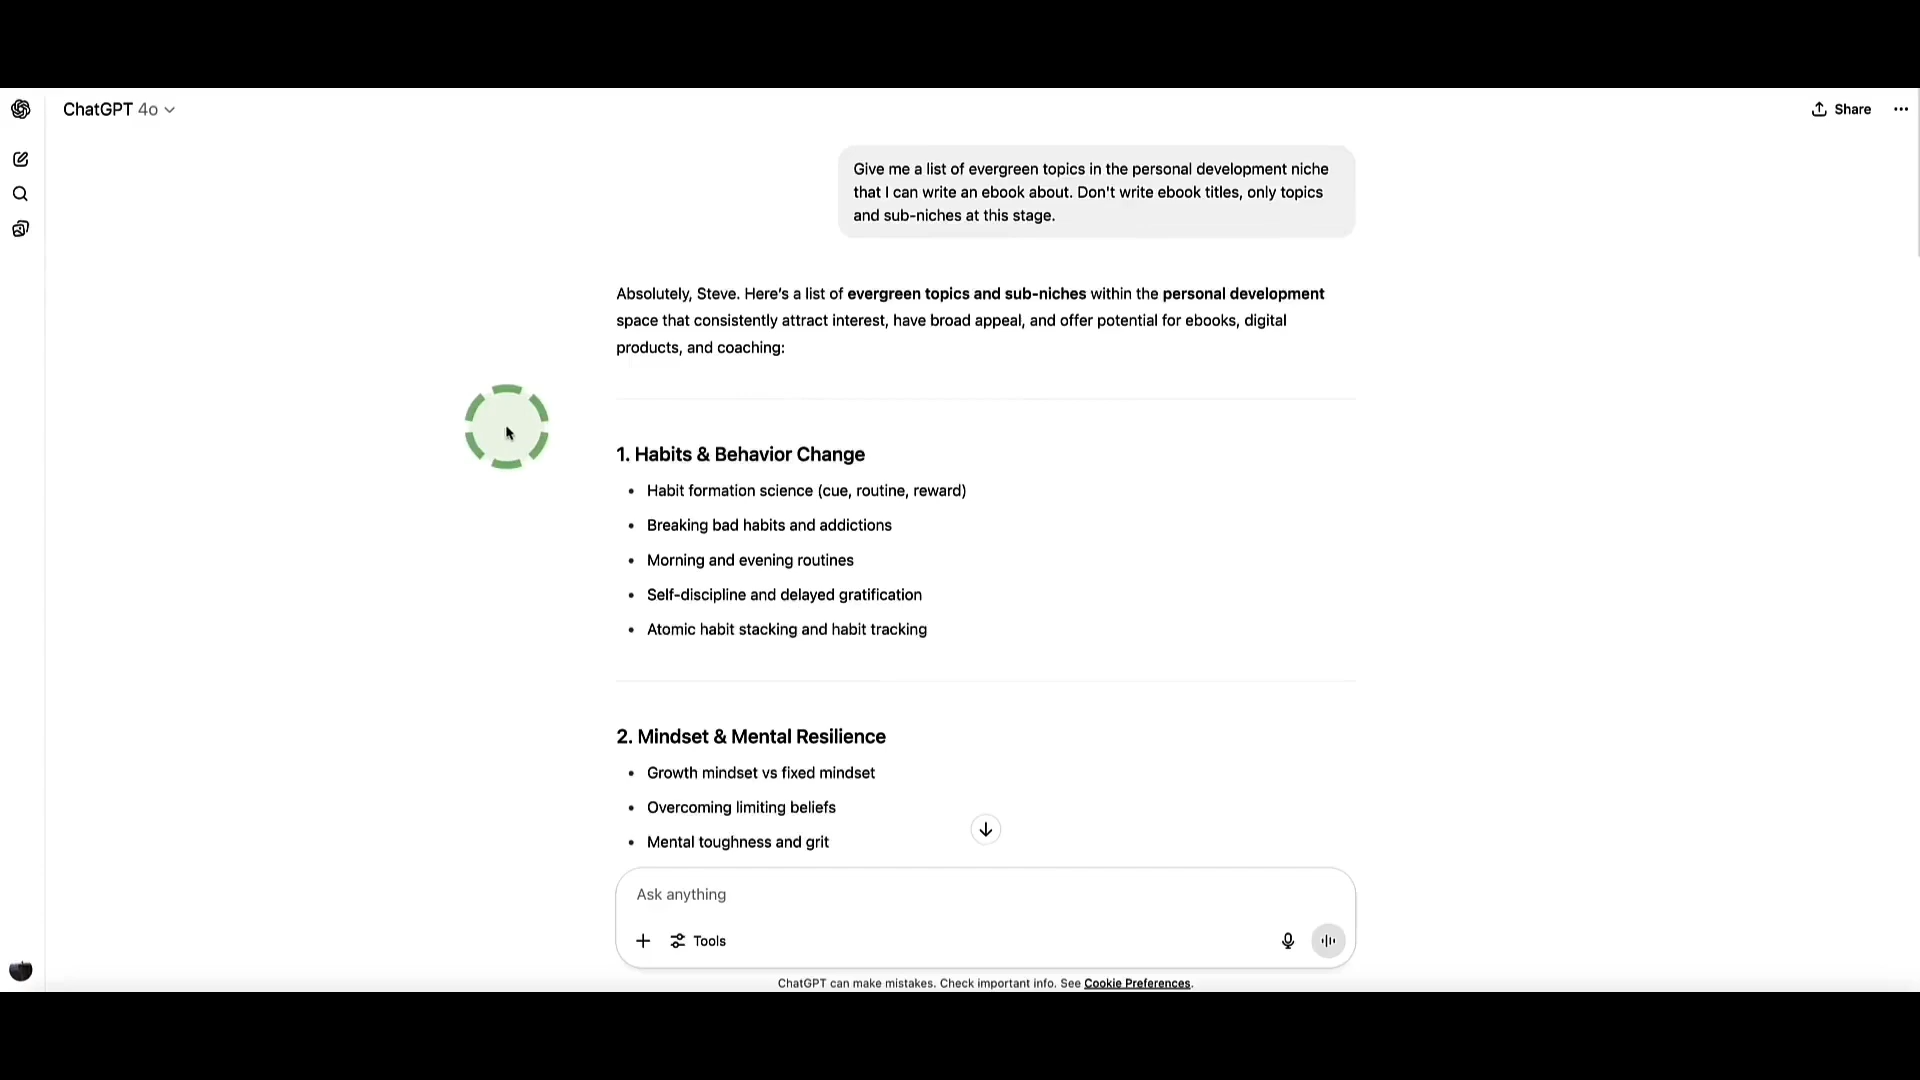 ChatGPT 4o
Share
Give me a list of evergreen topics in the personal development niche
that I can write an ebook about. Don't write ebook titles, only topics
and sub-niches at this stage.
Absolutely, Steve. Here's a list of evergreen topics and sub-niches within the personal development
space that consistently attract interest, have broad appeal, and offer potential for ebooks, digital
products, and coaching:
1. Habits & Behavior Change
• Habit formation science (cue, routine, reward)
• Breaking bad habits and addictions
• Morning and evening routines
• Self-discipline and delayed gratification
• Atomic habit stacking and habit tracking
2. Mindset & Mental Resilience
• Growth mindset vs fixed mindset
• Overcoming limiting beliefs
• Mental toughness and grit
Ask anything
Tools
ChatGPT can make mistakes. Check important info. See Cookie Preferences.